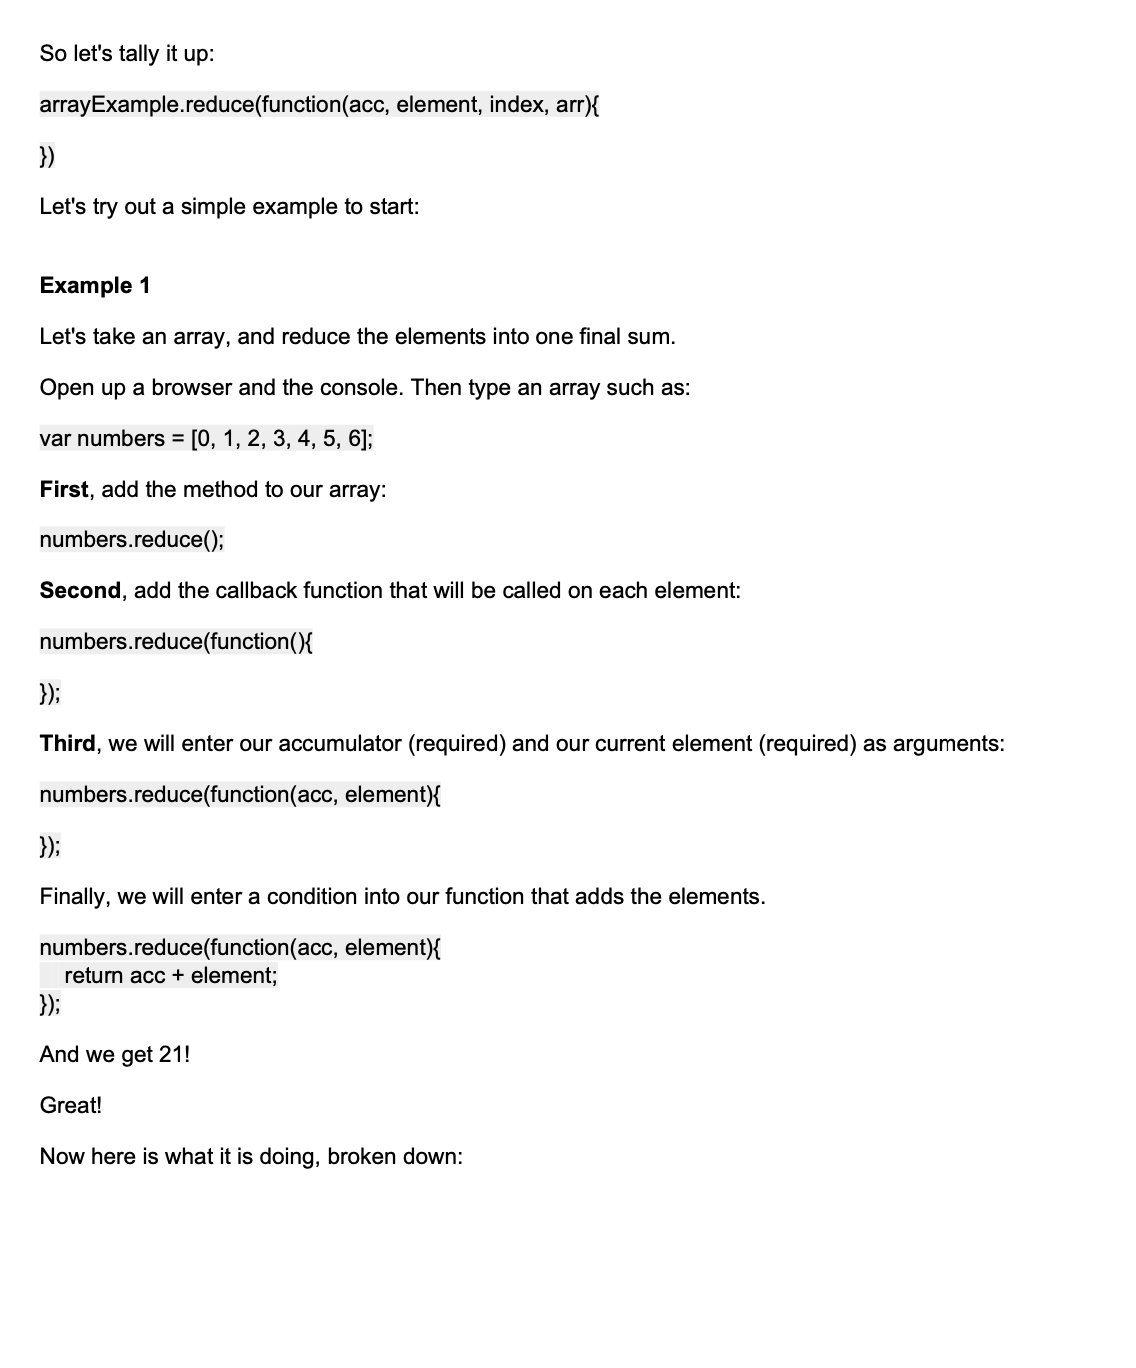 So let's tally it up:
arrayExample.reduce(function(acc, element, index, arr){
})
Let's try out a simple example to start:
Example 1
Let's take an array, and reduce the elements into one final sum.
Open up a browser and the console. Then type an array such as:
var numbers = [0, 1, 2, 3, 4, 5, 6];
First, add the method to our array:
numbers.reduce();
Second, add the callback function that will be called on each element:
numbers.reduce(function(){
});
Third, we will enter our accumulator (required) and our current element (required) as arguments:
numbers.reduce(function(acc, element){
});
Finally, we will enter a condition into our function that adds the elements.
numbers.reduce(function(acc, element){
    return acc + element;
});
And we get 21!
Great!
Now here is what it is doing, broken down: